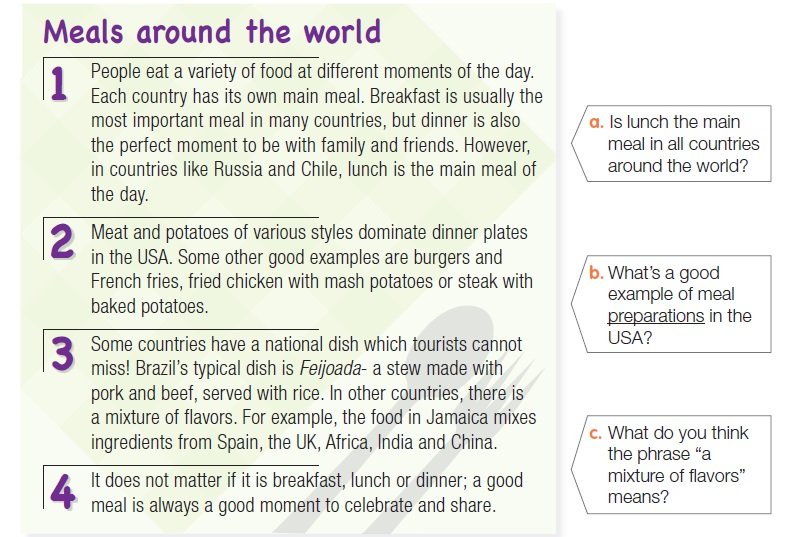 Meals around the world
1
People eat a variety of food at different moments of the day.
Each country has its own main meal. Breakfast is usually the
most important meal in many countries, but dinner is also
the perfect moment to be with family and friends. However,
in countries like Russia and Chile, lunch is the main meal of
the day.
2
Meat and potatoes of various styles dominate dinner plates
in the USA. Some other good examples are burgers and
French fries, fried chicken with mash potatoes or steak with
baked potatoes.
3
Some countries have a national dish which tourists cannot
miss! Brazil's typical dish is Feijoada- a stew made with
pork and beef, served with rice. In other countries, there is
a mixture of flavors. For example, the food in Jamaica mixes
ingredients from Spain, the UK, Africa, India and China.
4
It does not matter if it is breakfast, lunch or dinner; a good
meal is always a good moment to celebrate and share.
a. Is lunch the main
meal in all countries
around the world?
b. What's a good
example of meal
preparations in the
USA?
c. What do you think
the phrase “a
mixture of flavors”
means?